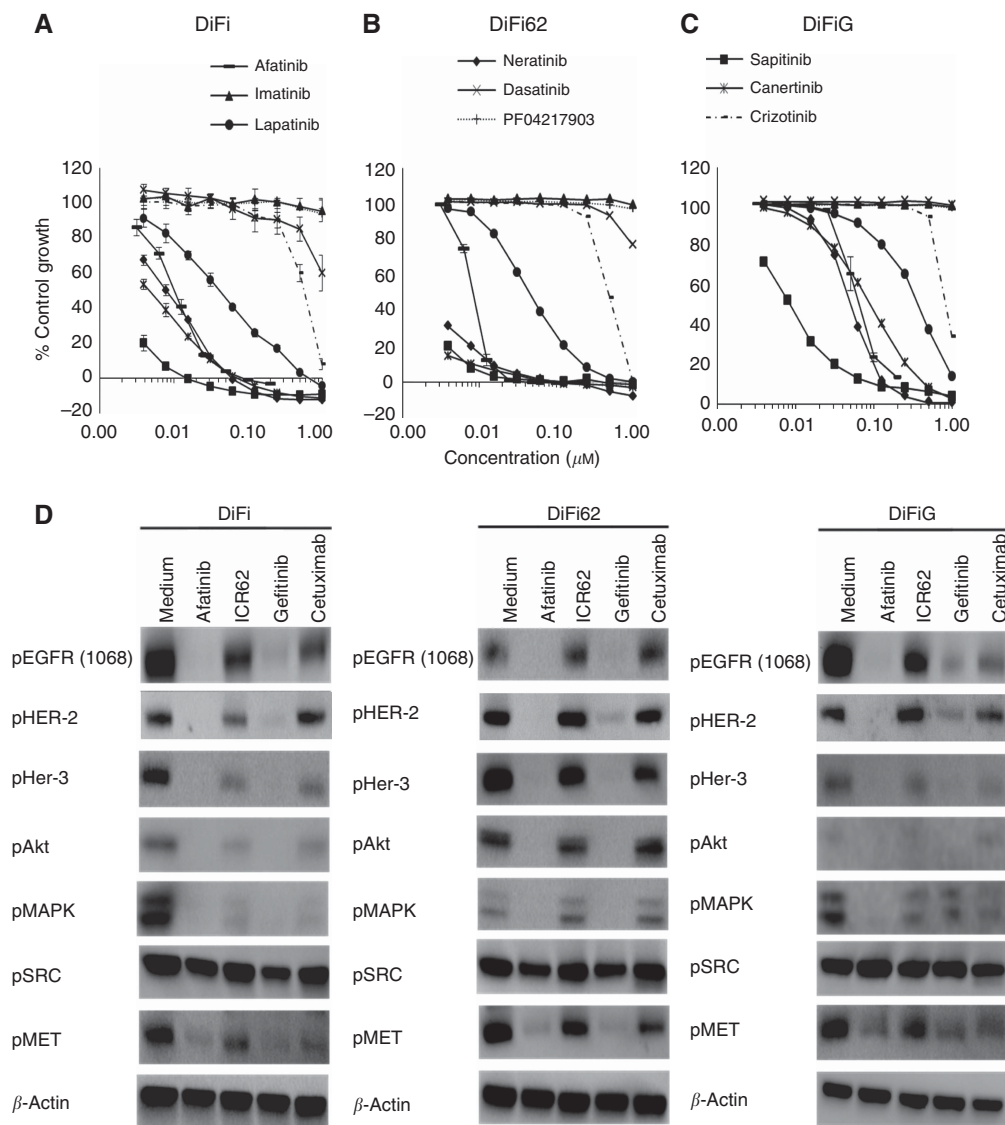 A DiFi
B DiFi62
C DiFiG
Afatinib
Imatinib
Lapatinib
Neratinib
Dasatinib
PF04217903
Sapitinib
Canertinib
Crizotinib
% Control growth
120
100
80
60
40
20
0
–20
0.00 0.01 0.10 1.00
120
100
80
60
40
20
0
–20
0.00 0.01 0.10 1.00
120
100
80
60
40
20
0
0.00 0.01 0.10 1.00
Concentration (μM)
D
DiFi
Medium
Afatinib
ICR62
Gefitinib
Cetuximab
pEGFR (1068)
pHER-2
pHer-3
pAkt
pMAPK
pSRC
pMET
β-Actin
DiFi62
Medium
Afatinib
ICR62
Gefitinib
Cetuximab
pEGFR (1068)
pHER-2
pHer-3
pAkt
pMAPK
pSRC
pMET
β-Actin
DiFiG
Medium
Afatinib
ICR62
Gefitinib
Cetuximab
pEGFR (1068)
pHER-2
pHer-3
pAkt
pMAPK
pSRC
pMET
β-Actin